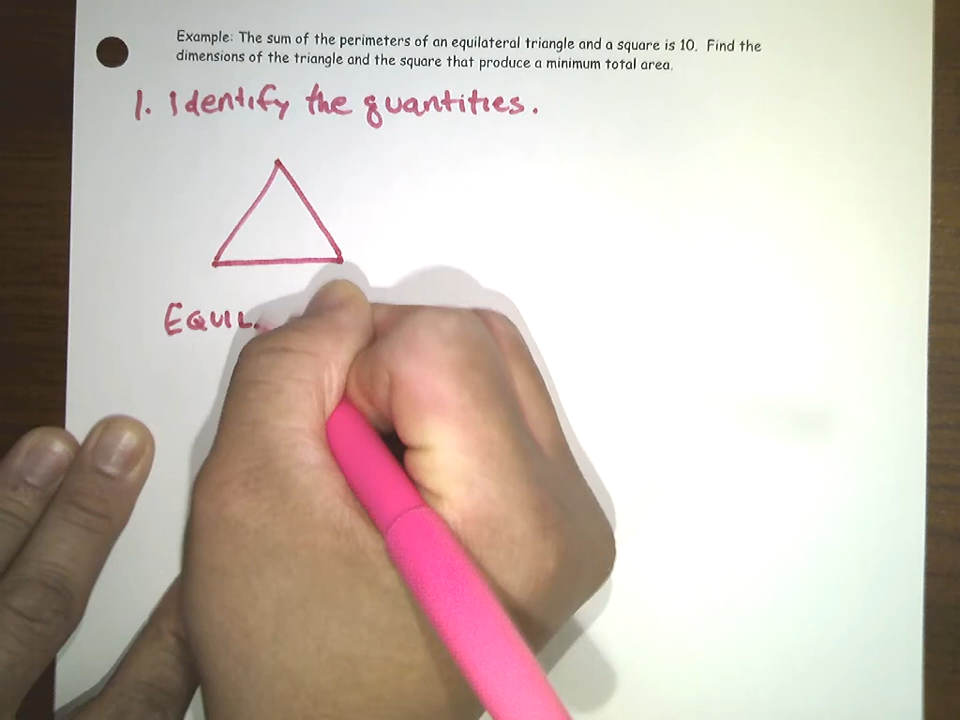 Example: The sum of the perimeters of an equilateral triangle and a square is 10. Find the
dimensions of the triangle and the square that produce a minimum total area.
1. Identify the quantities.
EQUIL.